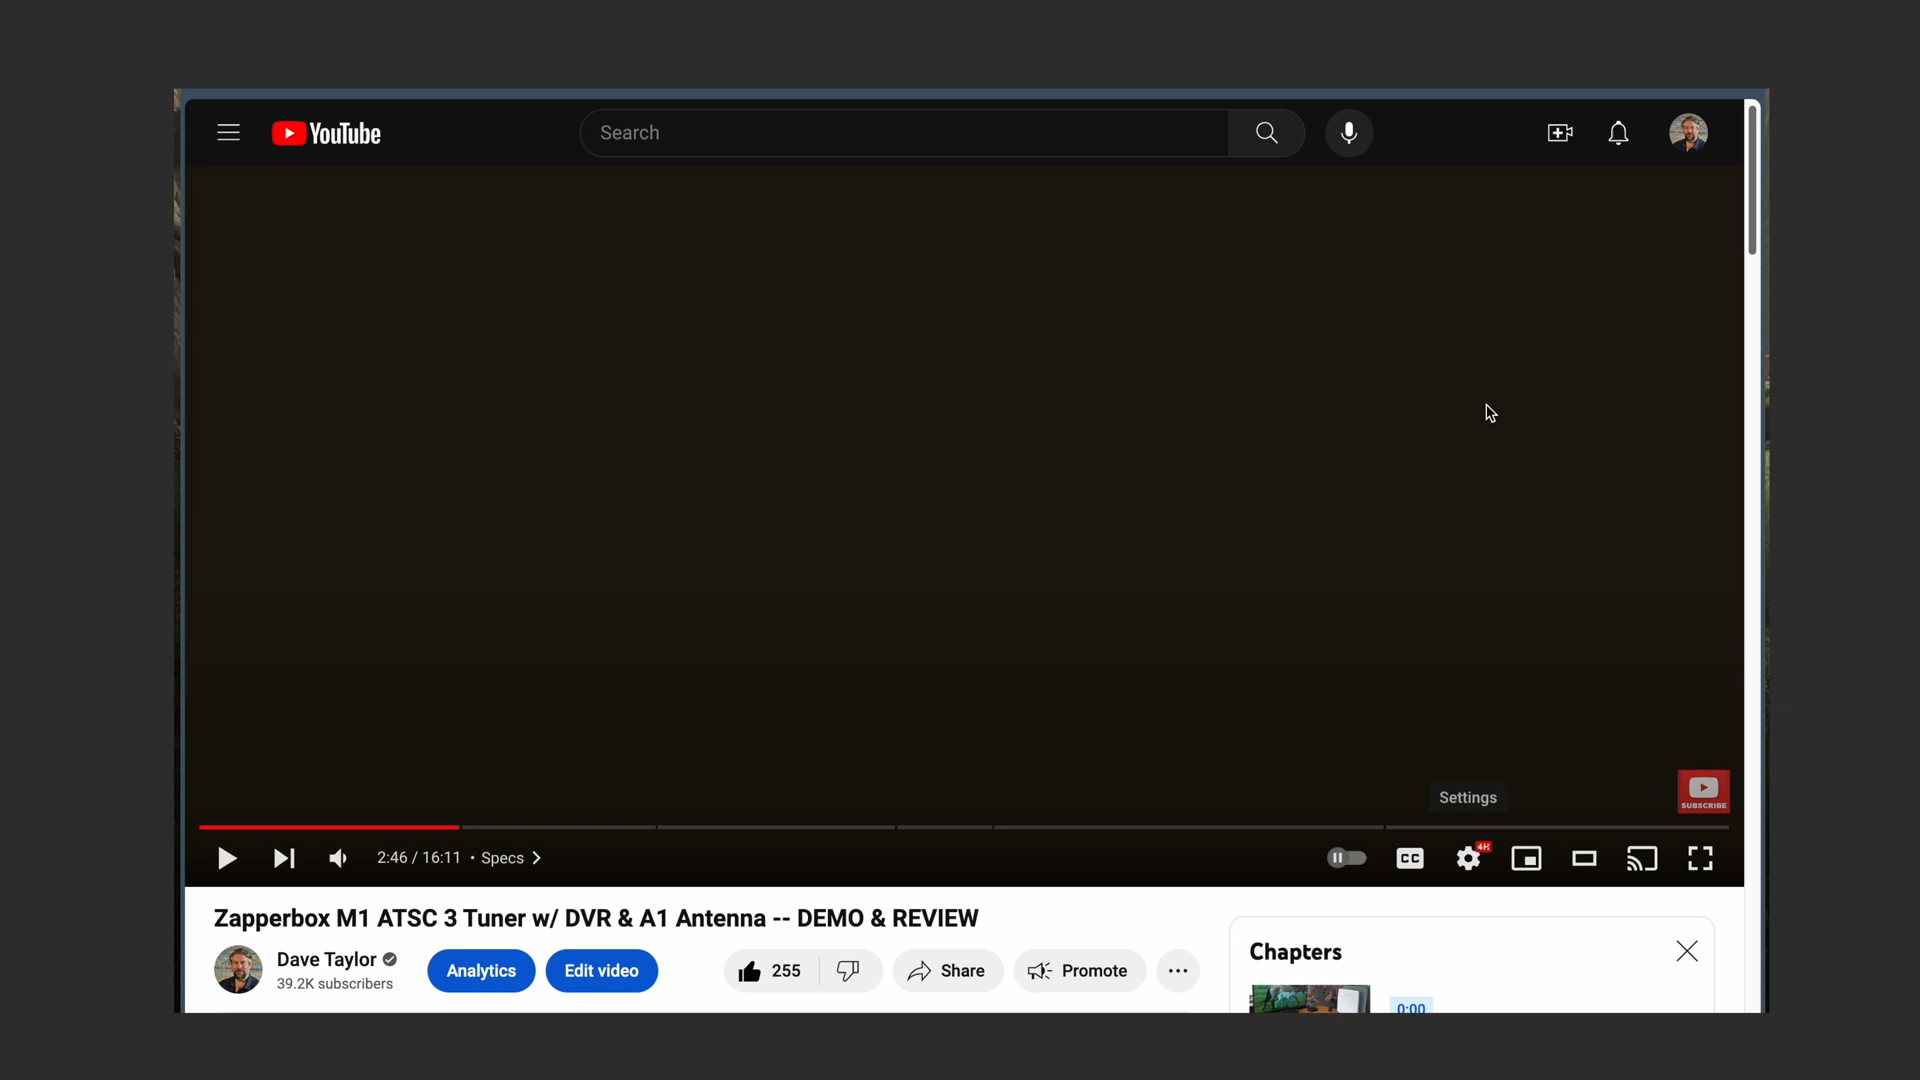 YouTube
Search
Settings
SUBSCRIBE
2:46 / 16:11 • Specs
CC
4K
Zapperbox M1 ATSC 3 Tuner w/ DVR & A1 Antenna -- DEMO & REVIEW
Dave Taylor
39.2K subscribers
Analytics
Edit video
255
Share
Promote
Chapters
0:00